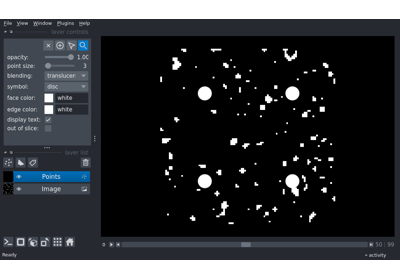 File View Window Plugins Help
layer controls
opacity: 1.00
point size: 3
blending: translucen
symbol: disc
face color: white
edge color: white
display text:
out of slice:
layer list
Points
Image
50 99
Ready activity